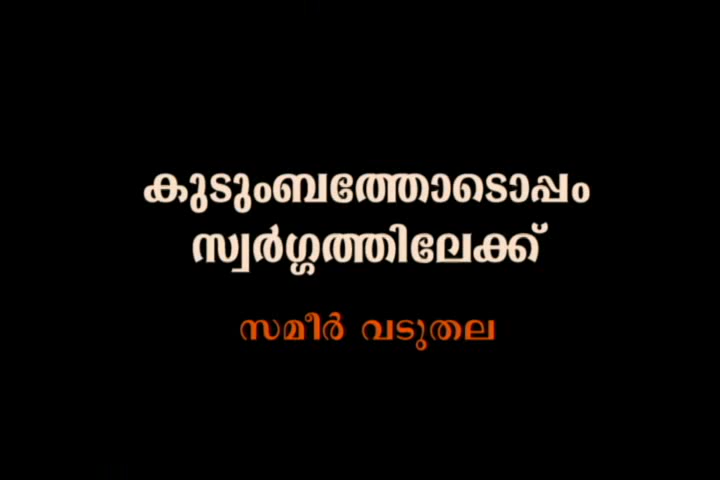 കുടുംബത്തോടൊപ്പം
സ്വർഗ്ഗത്തിലേക്ക്
സമീർ വടുതല